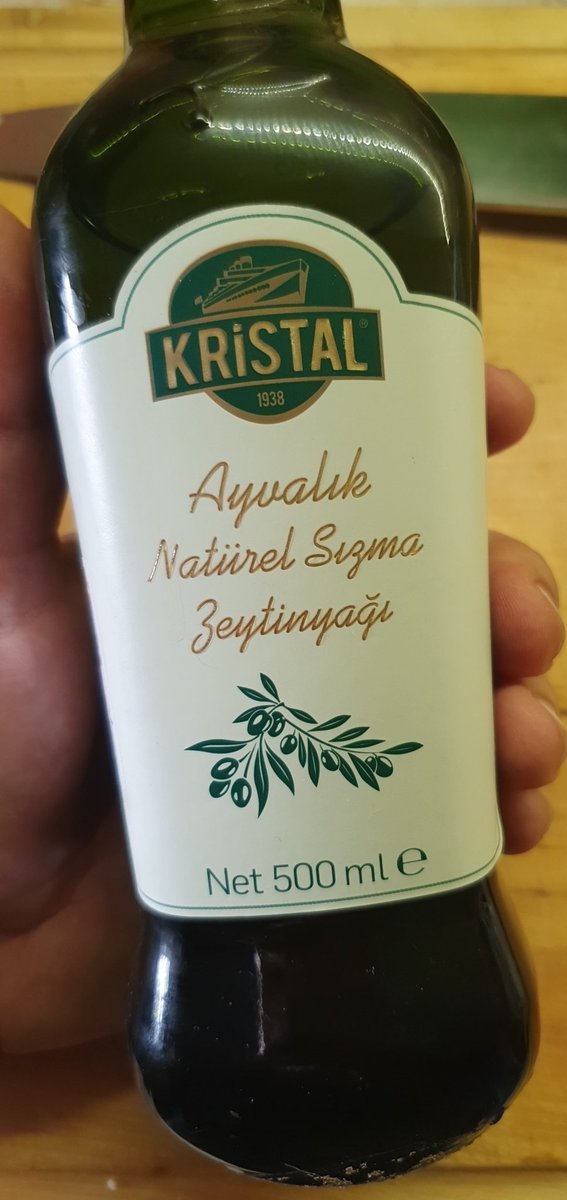 KRiSTAL®
1938
Ayvalık
Natürel Sızma
Zeytinyağı
Net 500 ml ℮